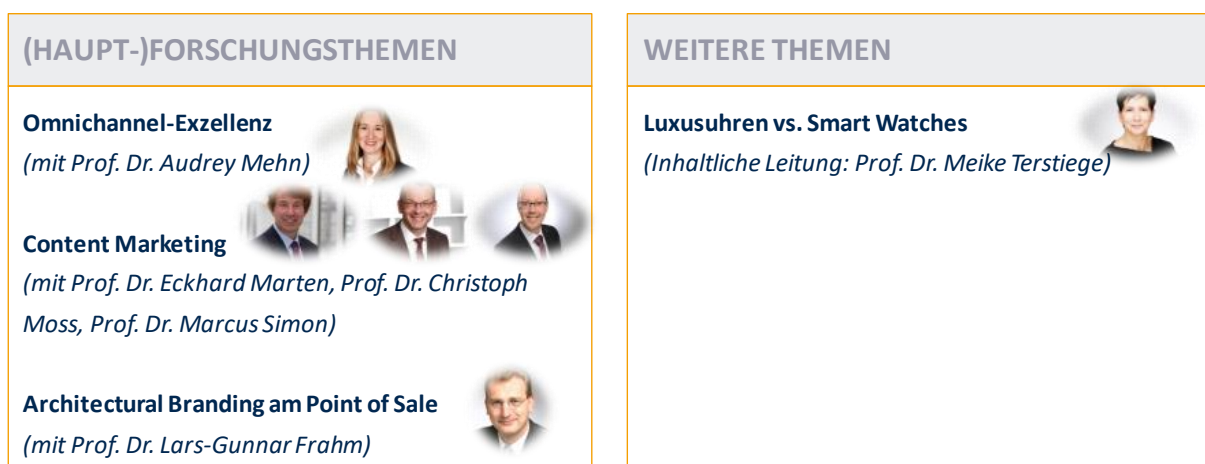 (HAUPT-)FORSCHUNGSTHEMEN
Omnichannel-Exzellenz
(mit Prof. Dr. Audrey Mehn)
Content Marketing
(mit Prof. Dr. Eckhard Marten, Prof. Dr. Christoph
Moss, Prof. Dr. Marcus Simon)
Architectural Branding am Point of Sale
(mit Prof. Dr. Lars-Gunnar Frahm)
WEITERE THEMEN
Luxusuhren vs. Smart Watches
(Inhaltliche Leitung: Prof. Dr. Meike Terstiege)